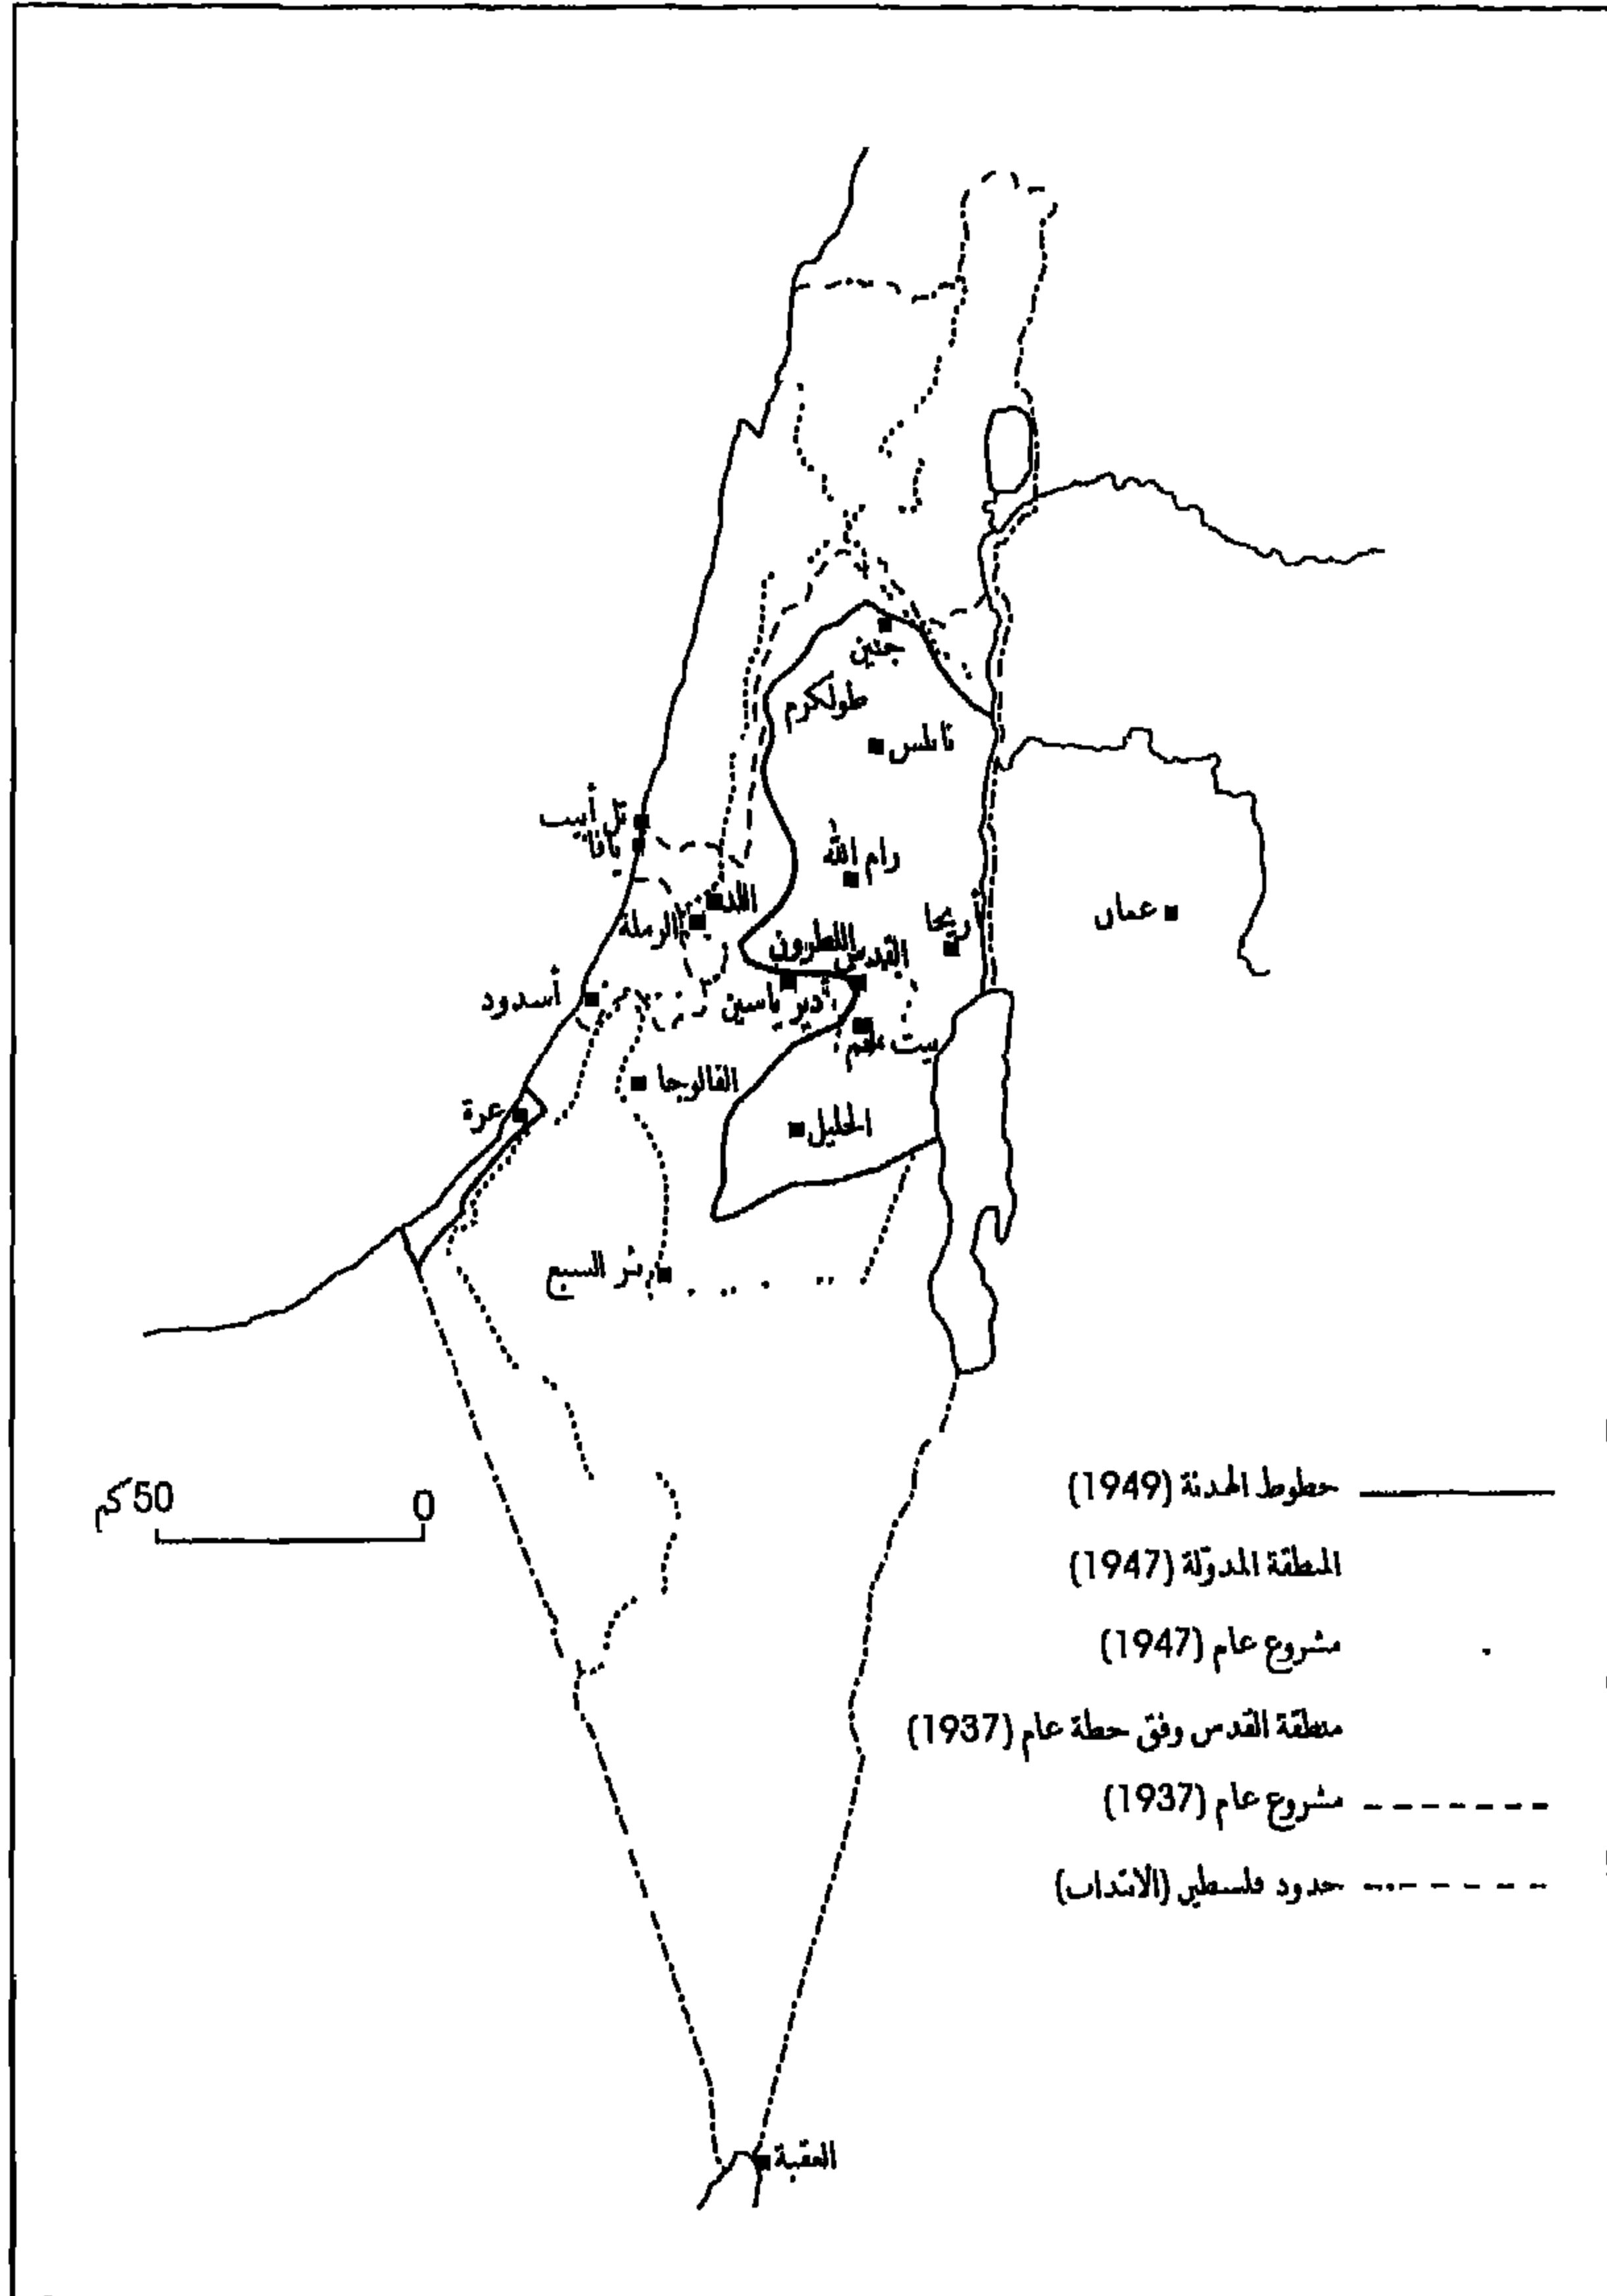 جنين
طولكرم
نابلس
تل أبيب
يافا
رام الله
اللد
الرملة
أريحا
عمان
اللطرون
القدس
أسدود
دير ياسين
بيت لحم
الفالوجا
غزة
الخليل
بئر السبع
0
50 كم
خطوط الهدنة (1949)
المنطقة المدوّلة (1947)
مشروع عام (1947)
منطقة القدس وفق خطة عام (1937)
مشروع عام (1937)
حدود فلسطين (الانتداب)
العقبة